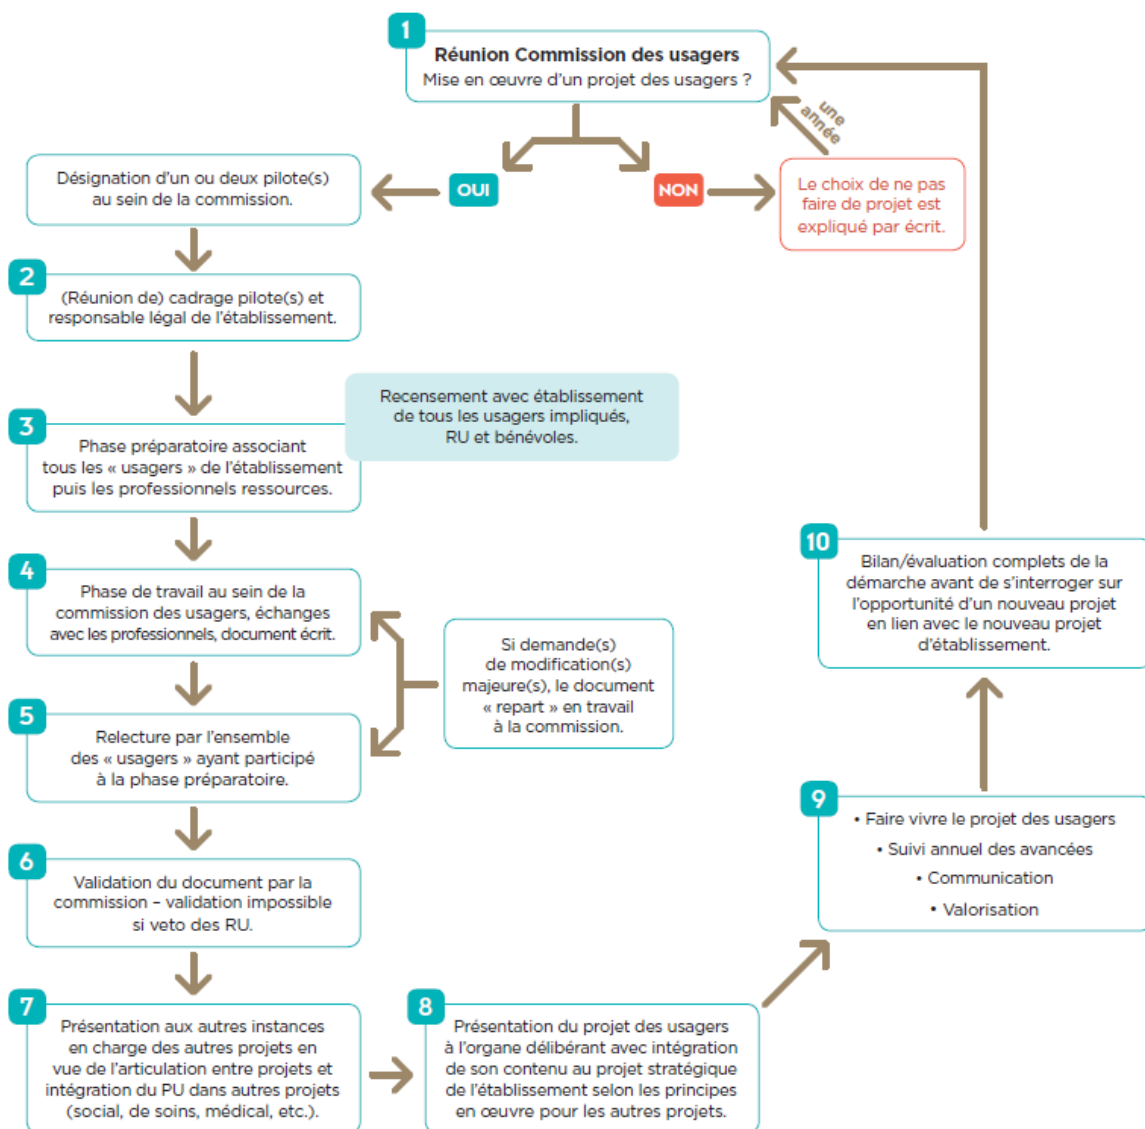 1
Réunion Commission des usagers
Mise en œuvre d'un projet des usagers ?
une
année
OUI
NON
Désignation d'un ou deux pilote(s)
au sein de la commission.
Le choix de ne pas
faire de projet est
expliqué par écrit.
2
(Réunion de) cadrage pilote(s) et
responsable légal de l'établissement.
Recensement avec établissement
de tous les usagers impliqués,
RU et bénévoles.
3
Phase préparatoire associant
tous les « usagers » de l'établissement
puis les professionnels ressources.
4
Phase de travail au sein de la
commission des usagers, échanges
avec les professionnels, document écrit.
Si demande(s)
de modification(s)
majeure(s), le document
« repart » en travail
à la commission.
5
Relecture par l'ensemble
des « usagers » ayant participé
à la phase préparatoire.
6
Validation du document par la
commission – validation impossible
si veto des RU.
7
Présentation aux autres instances
en charge des autres projets en
vue de l'articulation entre projets et
intégration du PU dans autres projets
(social, de soins, médical, etc.).
8
Présentation du projet des usagers
à l'organe délibérant avec intégration
de son contenu au projet stratégique
de l'établissement selon les principes
en œuvre pour les autres projets.
9
• Faire vivre le projet des usagers
• Suivi annuel des avancées
• Communication
• Valorisation
10
Bilan/évaluation complets de la
démarche avant de s'interroger sur
l'opportunité d'un nouveau projet
en lien avec le nouveau projet
d'établissement.